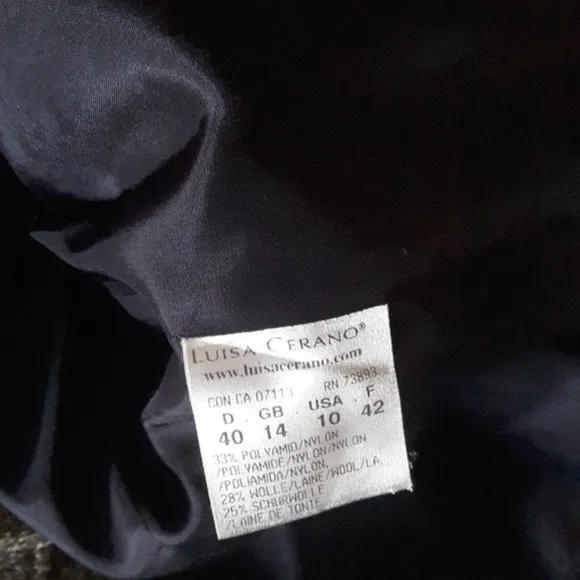 LUISA CERANO®
www.luisacerano.com
CON CA 07113 RN 73893
D · GB · USA · F
40 14 10 42
33% POLYAMID/NYLON
/POLYAMIDE/NYLON/NYLON
/POLIAMIDA/NYLON,
28% WOLLE/LAINE/WOOL/LA
25% SCHURWOLLE
/LAINE DE TONTE